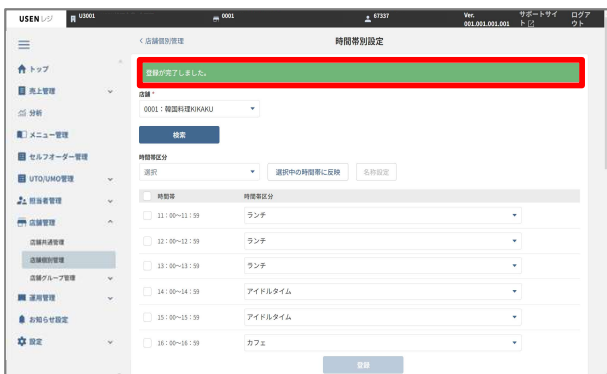 USEN レジ
U3001
0001
67337
Ver.
001.001.001.001
サポートサイ
ト
ログア
ウト
トップ
売上管理
分析
メニュー管理
セルフオーダー管理
UTO/UMO管理
担当者管理
店舗管理
店舗共通管理
店舗個別管理
店舗グループ管理
運用管理
お知らせ設定
設定
< 店舗個別管理
時間帯別設定
登録が完了しました。
店舗 *
0001：韓国料理KIKAKU
検索
時間帯区分
選択
選択中の時間帯に反映
名称設定
時間帯
時間帯区分
11：00～11：59
ランチ
12：00～12：59
ランチ
13：00～13：59
ランチ
14：00～14：59
アイドルタイム
15：00～15：59
アイドルタイム
16：00～16：59
カフェ
登録